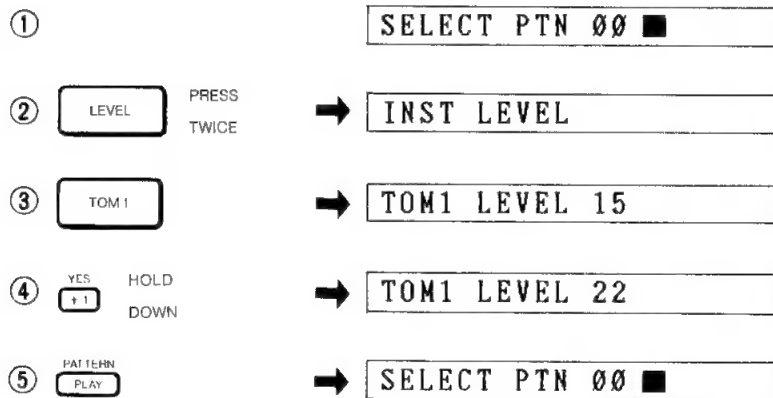 ① SELECT PTN ØØ ■
② LEVEL PRESS TWICE ➡ INST LEVEL
③ TOM 1 ➡ TOM1 LEVEL 15
④ YES +1 HOLD DOWN ➡ TOM1 LEVEL 22
⑤ PATTERN PLAY ➡ SELECT PTN ØØ ■